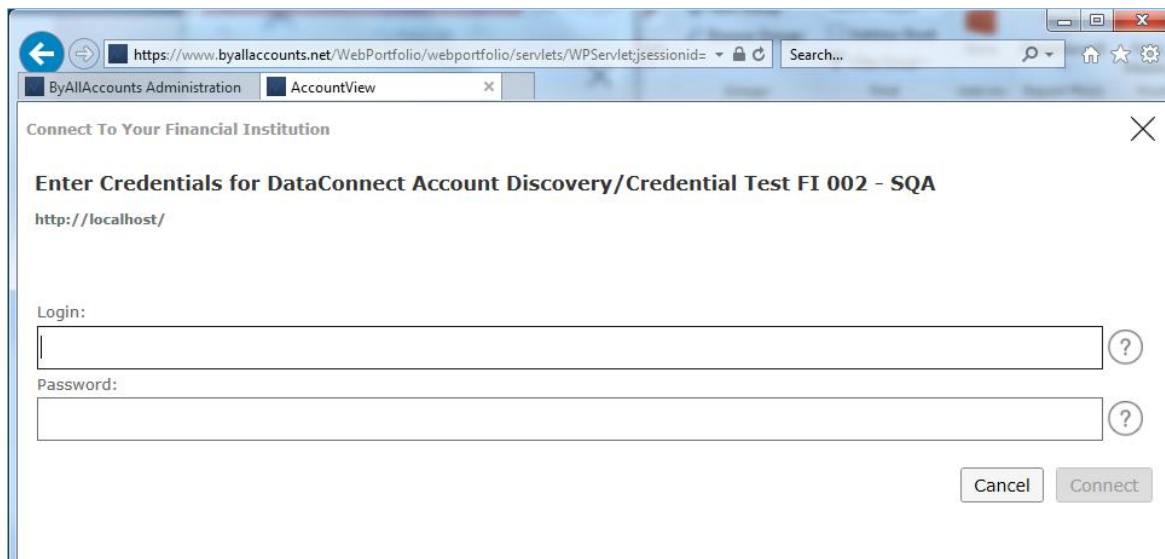 https://www.byallaccounts.net/WebPortfolio/webportfolio/servlets/WPServlet;jsessionid=
Search...
ByAllAccounts Administration
AccountView
Connect To Your Financial Institution
Enter Credentials for DataConnect Account Discovery/Credential Test FI 002 - SQA
http://localhost/
Login:
?
Password:
?
Cancel
Connect